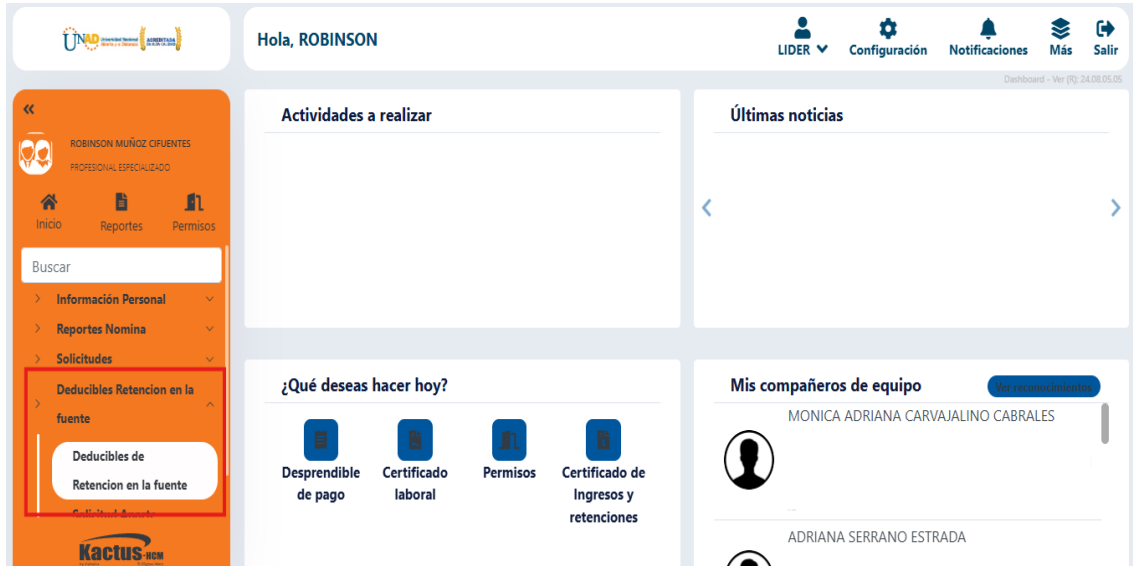 UNAD
Hola, ROBINSON
LIDER
Configuración
Notificaciones
Más
Salir
Dashboard - Ver (R): 24.08.05.05
«
ROBINSON MUÑOZ CIFUENTES
PROFESIONAL ESPECIALIZADO
Inicio
Reportes
Permisos
Buscar
Información Personal
Reportes Nomina
Solicitudes
Deducibles Retencion en la
fuente
Deducibles de
Retencion en la fuente
Kactus-HCM
Actividades a realizar
Últimas noticias
¿Qué deseas hacer hoy?
Desprendible
de pago
Certificado
laboral
Permisos
Certificado de
Ingresos y
retenciones
Mis compañeros de equipo
Ver reconocimientos
MONICA ADRIANA CARVAJALINO CABRALES
ADRIANA SERRANO ESTRADA